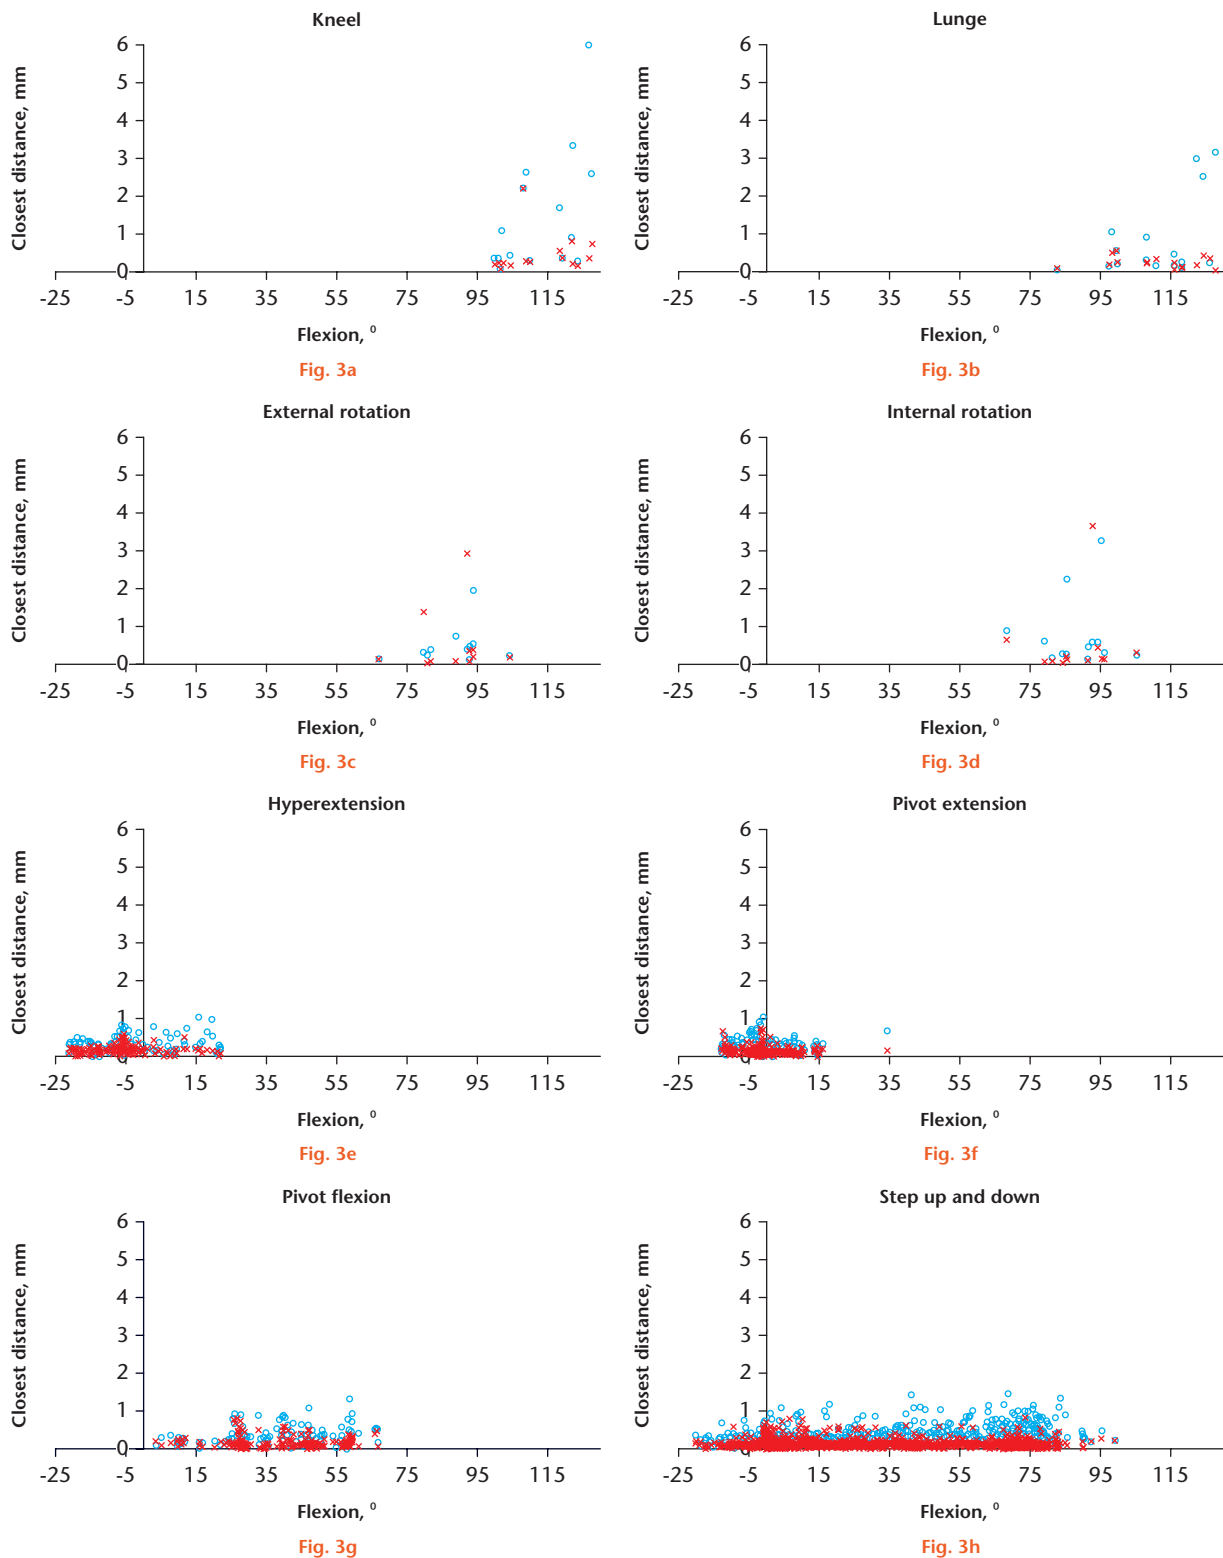 Kneel
6
5
4
3
2
1
0
-25 -5 15 35 55 75 95 115
Closest distance, mm
Flexion, ⁰
Fig. 3a
Lunge
6
5
4
3
2
1
0
-25 -5 15 35 55 75 95 115
Closest distance, mm
Flexion, ⁰
Fig. 3b
External rotation
6
5
4
3
2
1
0
-25 -5 15 35 55 75 95 115
Closest distance, mm
Flexion, ⁰
Fig. 3c
Internal rotation
6
5
4
3
2
1
0
-25 -5 15 35 55 75 95 115
Closest distance, mm
Flexion, ⁰
Fig. 3d
Hyperextension
6
5
4
3
2
1
0
-25 -5 15 35 55 75 95 115
Closest distance, mm
Flexion, ⁰
Fig. 3e
Pivot extension
6
5
4
3
2
1
0
-25 -5 15 35 55 75 95 115
Closest distance, mm
Flexion, ⁰
Fig. 3f
Pivot flexion
6
5
4
3
2
1
0
-25 -5 15 35 55 75 95 115
Closest distance, mm
Flexion, ⁰
Fig. 3g
Step up and down
6
5
4
3
2
1
0
-25 -5 15 35 55 75 95 115
Closest distance, mm
Flexion, ⁰
Fig. 3h